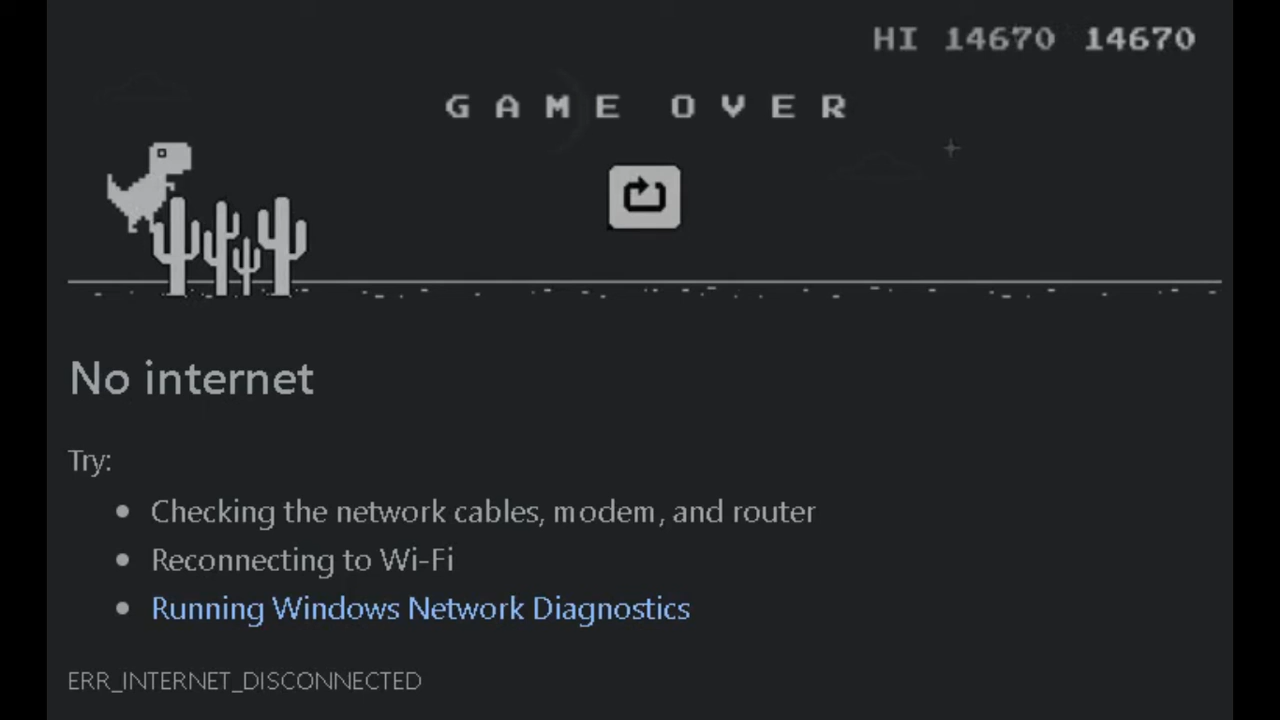 HI 14670 14670
GAME OVER
No internet
Try:
Checking the network cables, modem, and router
Reconnecting to Wi-Fi
Running Windows Network Diagnostics
ERR_INTERNET_DISCONNECTED